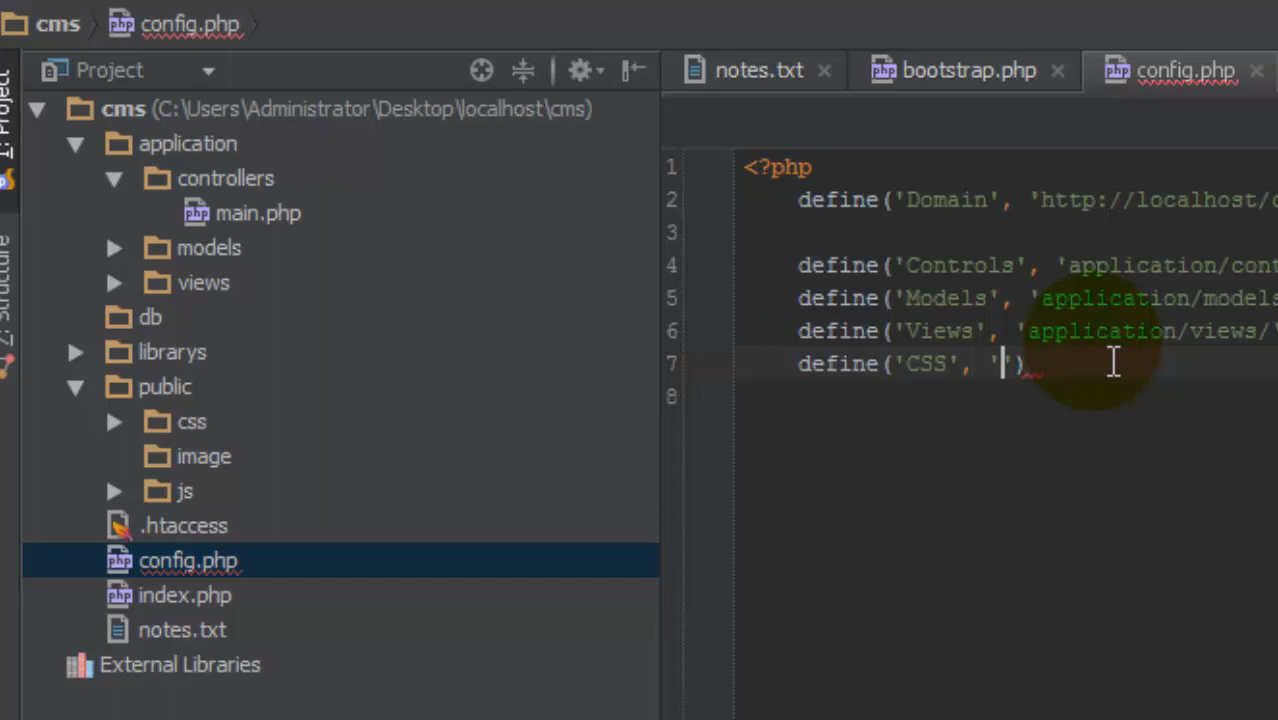 cms config.php
1: Project
Project
notes.txt bootstrap.php config.php
cms (C:\Users\Administrator\Desktop\localhost\cms)
application
controllers
main.php
models
views
db
librarys
public
css
image
js
.htaccess
config.php
index.php
notes.txt
External Libraries
Z: Structure
1 <?php
2 define('Domain', 'http://localhost/
3
4 define('Controls', 'application/cont
5 define('Models', 'application/models
6 define('Views', 'application/views/'
7 define('CSS', '')
8